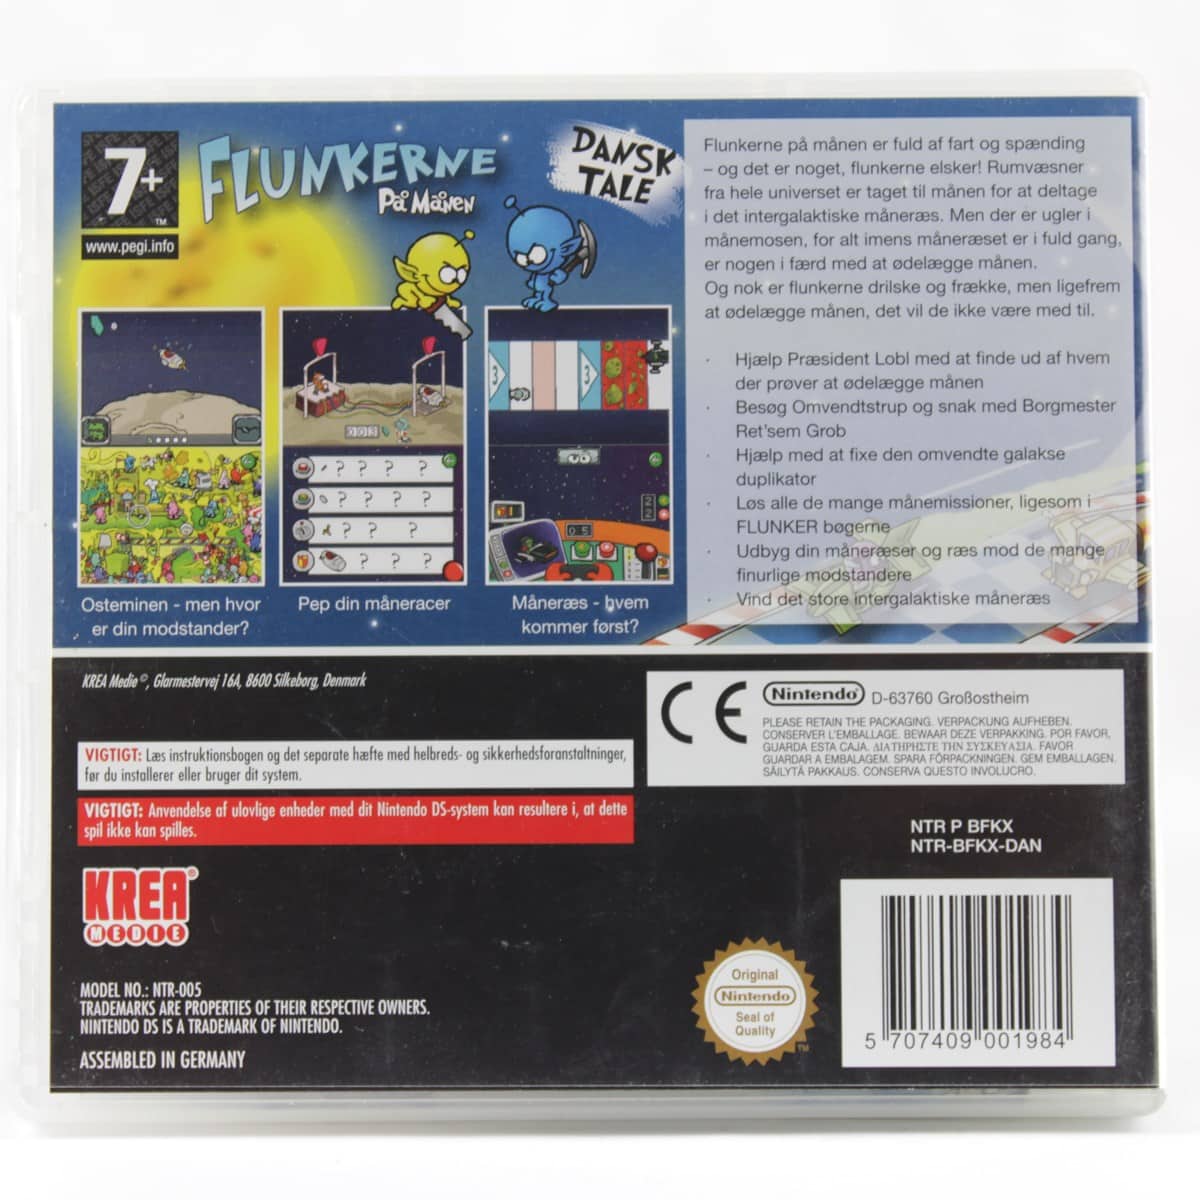 7+
™
www.pegi.info
FLUNKERNE
På Månen
DANSK
TALE
Flunkerne på månen er fuld af fart og spænding
– og det er noget, flunkerne elsker! Rumvæsner
fra hele universet er taget til månen for at deltage
i det intergalaktiske måneræs. Men der er ugler i
månemosen, for alt imens måneræset er i fuld gang,
er nogen i færd med at ødelægge månen.
Og nok er flunkerne drilske og frække, men ligefrem
at ødelægge månen, det vil de ikke være med til.
· Hjælp Præsident Lobl med at finde ud af hvem
der prøver at ødelægge månen
· Besøg Omvendtstrup og snak med Borgmester
Ret'sem Grob
· Hjælp med at fixe den omvendte galakse
duplikator
· Løs alle de mange månemissioner, ligesom i
FLUNKER bøgerne
· Udbyg din måneræser og ræs mod de mange
finurlige modstandere
· Vind det store intergalaktiske måneræs
? ? ? ?
? ? ? ?
? ? ?
? ? ? ?
3 3
Osteminen - men hvor
er din modstander?
Pep din måneracer
Måneræs - hvem
kommer først?
KREA Medie ©, Glarmestervej 16A, 8600 Silkeborg, Denmark
VIGTIGT: Læs instruktionsbogen og det separate hæfte med helbreds- og sikkerhedsforanstaltninger,
før du installerer eller bruger dit system.
VIGTIGT: Anvendelse af ulovlige enheder med dit Nintendo DS-system kan resultere i, at dette
spil ikke kan spilles.
CE
Nintendo® D-63760 Großostheim
PLEASE RETAIN THE PACKAGING. VERPACKUNG AUFHEBEN.
CONSERVER L'EMBALLAGE. BEWAAR DEZE VERPAKKING. POR FAVOR,
GUARDA ESTA CAJA. ΔΙΑΤΗΡΗΣΤΕ ΤΗΝ ΣΥΣΚΕΥΑΣΙΑ. FAVOR
GUARDAR A EMBALAGEM. SPARA FÖRPACKNINGEN. GEM EMBALLAGEN.
SÄILYTÄ PAKKAUS. CONSERVA QUESTO INVOLUCRO.
NTR P BFKX
NTR-BFKX-DAN
KREA®
MEDIE
MODEL NO.: NTR-005
TRADEMARKS ARE PROPERTIES OF THEIR RESPECTIVE OWNERS.
NINTENDO DS IS A TRADEMARK OF NINTENDO.
ASSEMBLED IN GERMANY
Original
Nintendo®
Seal of
Quality
™
5 707409 001984